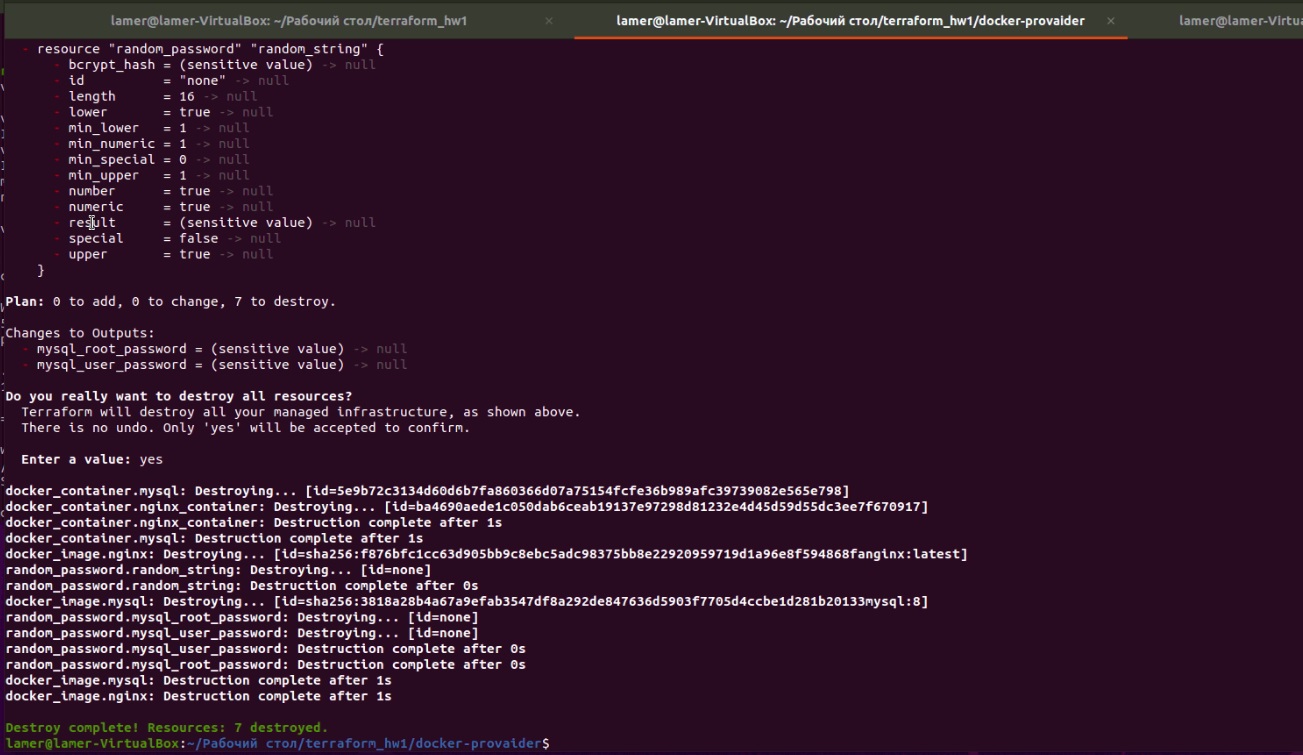 lamer@lamer-VirtualBox: ~/Рабочий стол/terraform_hw1 × lamer@lamer-VirtualBox: ~/Рабочий стол/terraform_hw1/docker-provaider × lamer@lamer-Virtua
- resource "random_password" "random_string" {
- bcrypt_hash = (sensitive value) -> null
- id = "none" -> null
- length = 16 -> null
- lower = true -> null
- min_lower = 1 -> null
- min_numeric = 1 -> null
- min_special = 0 -> null
- min_upper = 1 -> null
- number = true -> null
- numeric = true -> null
- result = (sensitive value) -> null
- special = false -> null
- upper = true -> null
}
Plan: 0 to add, 0 to change, 7 to destroy.
Changes to Outputs:
- mysql_root_password = (sensitive value) -> null
- mysql_user_password = (sensitive value) -> null
Do you really want to destroy all resources?
Terraform will destroy all your managed infrastructure, as shown above.
There is no undo. Only 'yes' will be accepted to confirm.
Enter a value: yes
docker_container.mysql: Destroying... [id=5e9b72c3134d60d6b7fa860366d07a75154fcfe36b989afc39739082e565e798]
docker_container.nginx_container: Destroying... [id=ba4690aede1c050dab6ceab19137e97298d81232e4d45d59d55dc3ee7f670917]
docker_container.nginx_container: Destruction complete after 1s
docker_container.mysql: Destruction complete after 1s
docker_image.nginx: Destroying... [id=sha256:f876bfc1cc63d905bb9c8ebc5adc98375bb8e22920959719d1a96e8f594868fanginx:latest]
random_password.random_string: Destroying... [id=none]
random_password.random_string: Destruction complete after 0s
docker_image.mysql: Destroying... [id=sha256:3818a28b4a67a9efab3547df8a292de847636d5903f7705d4ccbe1d281b20133mysql:8]
random_password.mysql_root_password: Destroying... [id=none]
random_password.mysql_user_password: Destroying... [id=none]
random_password.mysql_user_password: Destruction complete after 0s
random_password.mysql_root_password: Destruction complete after 0s
docker_image.mysql: Destruction complete after 1s
docker_image.nginx: Destruction complete after 1s
Destroy complete! Resources: 7 destroyed.
lamer@lamer-VirtualBox:~/Рабочий стол/terraform_hw1/docker-provaider$